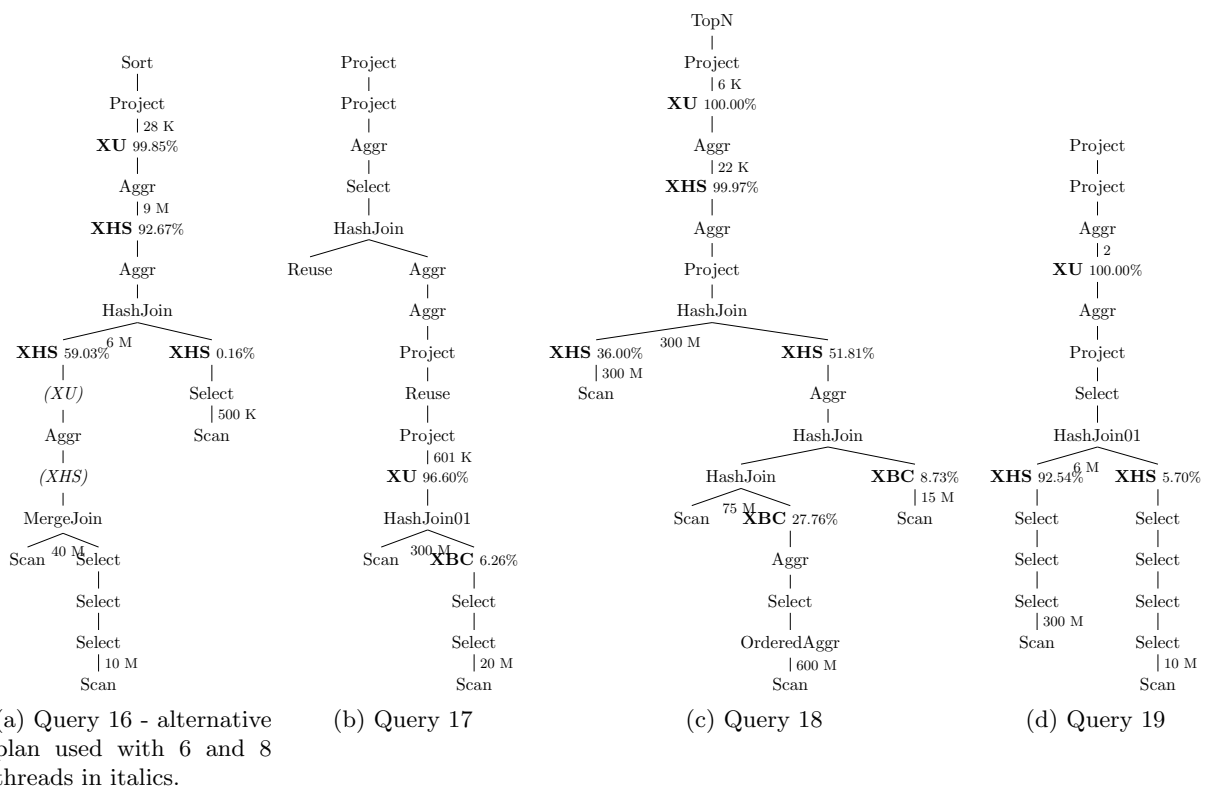 TopN
Sort Project Project
6 K
Project Project XU 100.00%
28 K
XU 99.85% Aggr Aggr Project
22 K
Aggr Select XHS 99.97% Project
9 M
XHS 92.67% HashJoin Aggr Aggr
2
Aggr Reuse Aggr Project XU 100.00%
HashJoin Aggr HashJoin Aggr
6 M 300 M
XHS 59.03% XHS 0.16% Project XHS 36.00% XHS 51.81% Project
300 M
(XU) Select Reuse Scan Aggr Select
500 K
Aggr Scan Project HashJoin HashJoin01
601 K 6 M
(XHS) XU 96.60% HashJoin XBC 8.73% XHS 92.54% XHS 5.70%
75 M 15 M
MergeJoin HashJoin01 Scan XBC 27.76% Scan Select Select
40 M 300 M
Scan Select Scan XBC 6.26% Aggr Select Select
Select Select Select Select Select
300 M
Select Select OrderedAggr Scan Select
10 M 20 M 600 M 10 M
Scan Scan Scan Scan
(a) Query 16 - alternative (b) Query 17 (c) Query 18 (d) Query 19
plan used with 6 and 8
threads in italics.